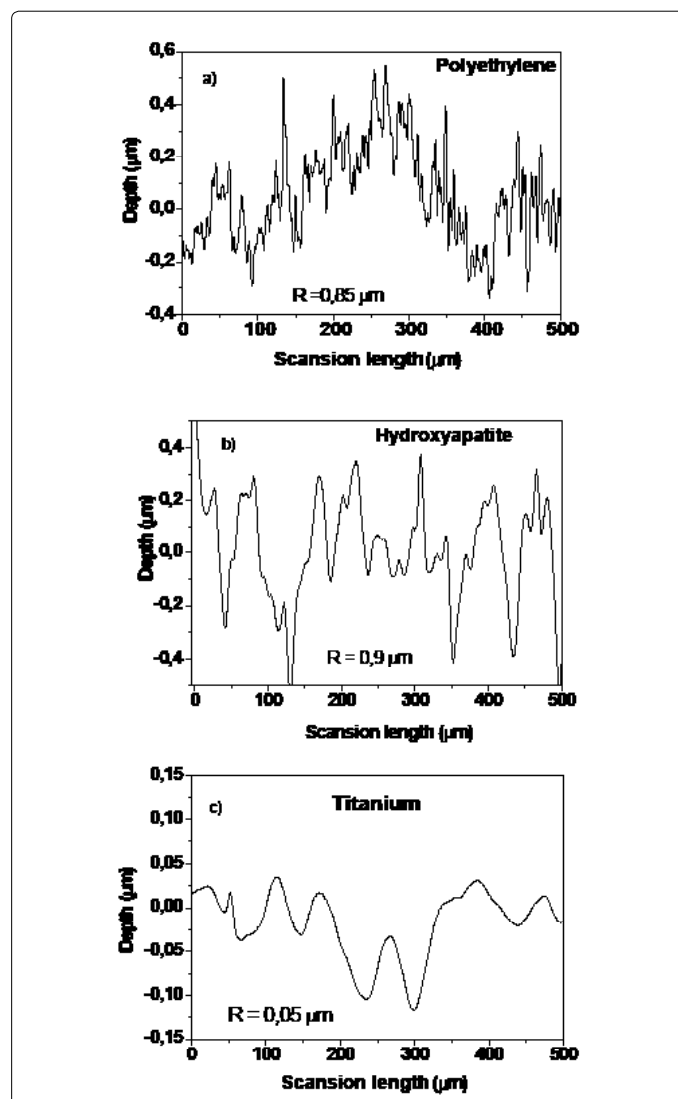 0,6
a)
Polyethylene
0,4
0,2
0,0
-0,2
-0,4
Depth (μm)
R =0,85 μm
0 100 200 300 400 500
Scansion length (μm)
b)
Hydroxyapatite
0,4
0,2
0,0
-0,2
-0,4
Depth (μm)
R = 0,9 μm
0 100 200 300 400 500
Scansion length (μm)
0,15
c)
Titanium
0,10
0,05
0,00
-0,05
-0,10
-0,15
Depth (μm)
R = 0,05 μm
0 100 200 300 400 500
Scansion length (μm)